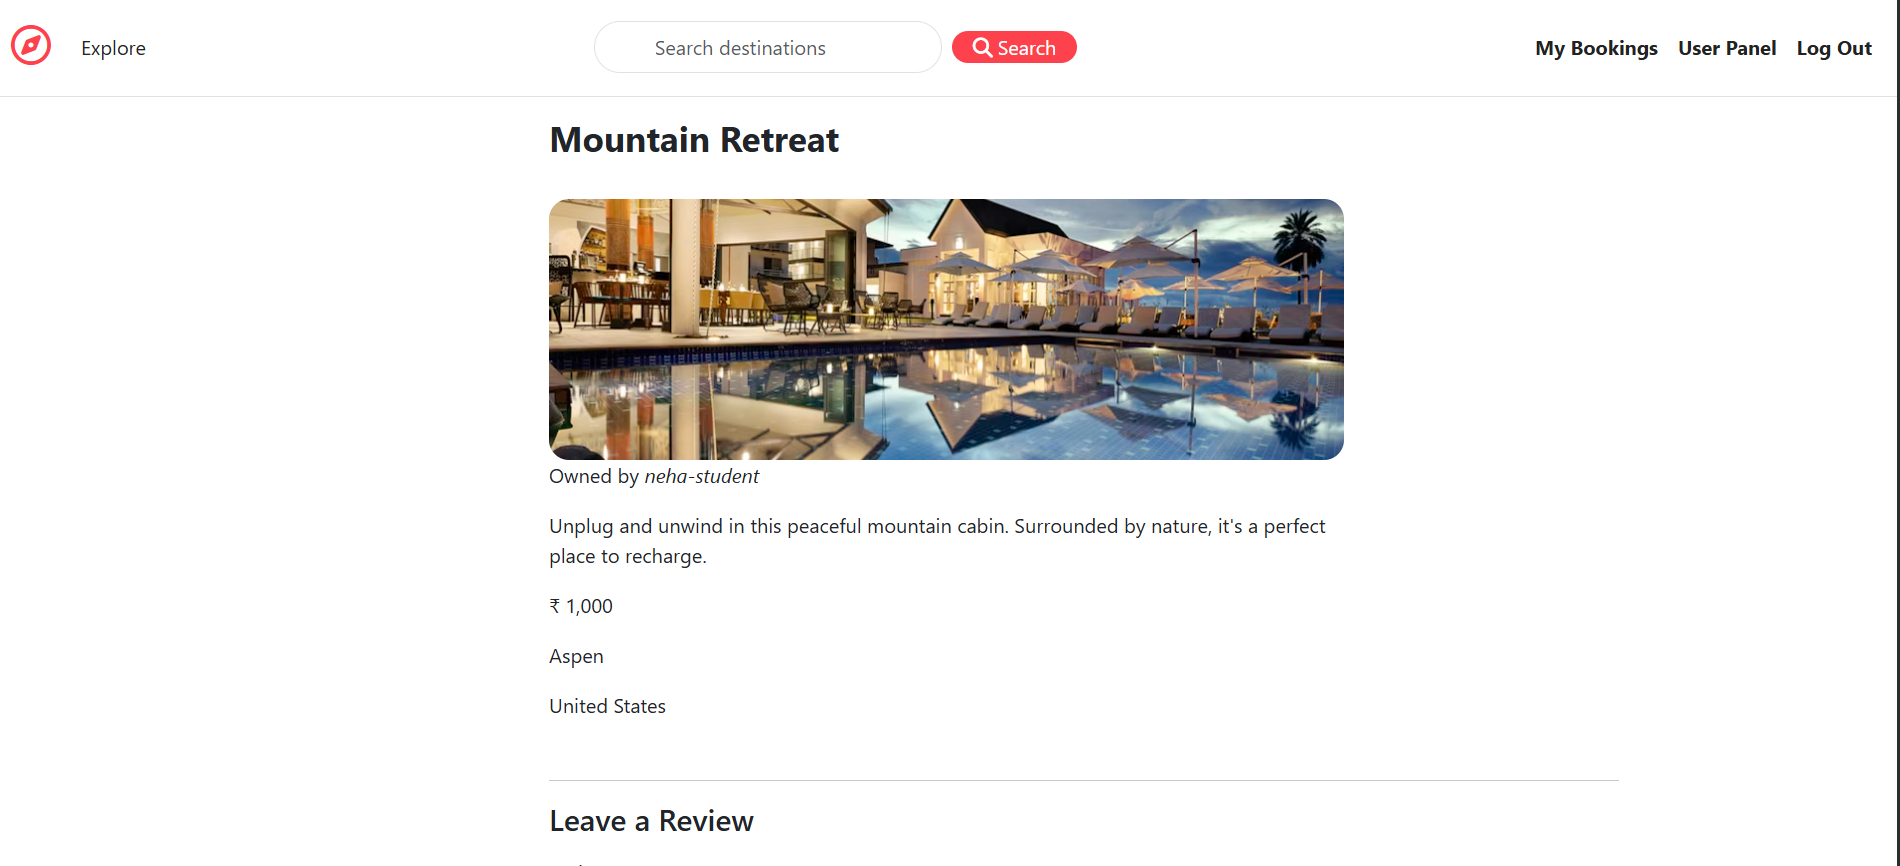 Explore
Search destinations
Search
My Bookings
User Panel
Log Out
Mountain Retreat
Owned by neha-student
Unplug and unwind in this peaceful mountain cabin. Surrounded by nature, it's a perfect
place to recharge.
₹ 1,000
Aspen
United States
Leave a Review